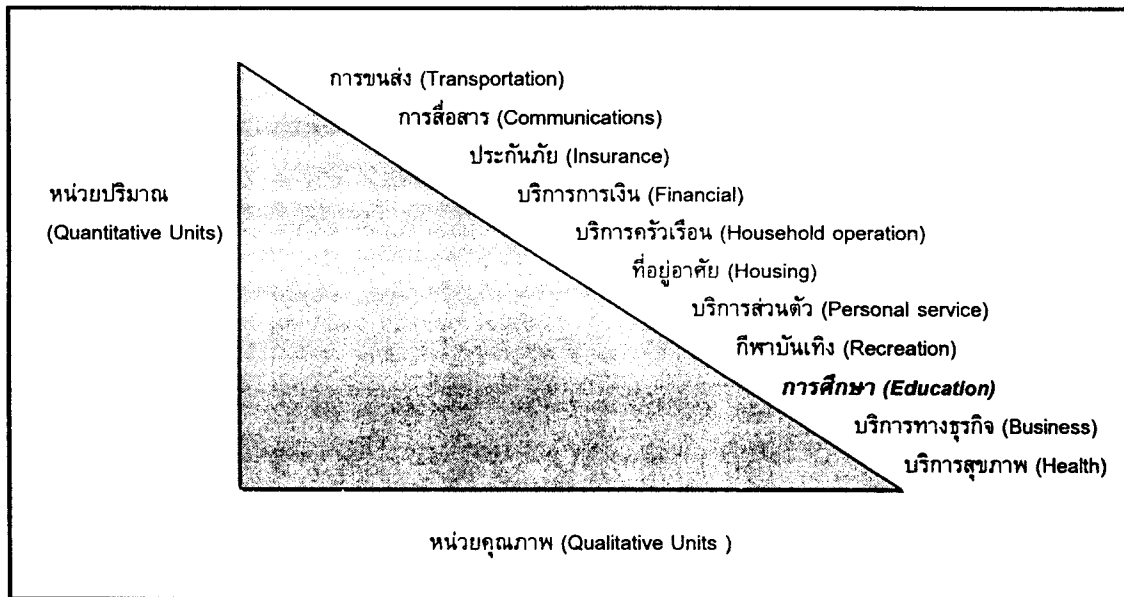 การขนส่ง (Transportation)
การสื่อสาร (Communications)
ประกันภัย (Insurance)
หน่วยปริมาณ
(Quantitative Units)
บริการการเงิน (Financial)
บริการครัวเรือน (Household operation)
ที่อยู่อาศัย (Housing)
บริการส่วนตัว (Personal service)
กีฬาบันเทิง (Recreation)
การศึกษา (Education)
บริการทางธุรกิจ (Business)
บริการสุขภาพ (Health)
หน่วยคุณภาพ (Qualitative Units )